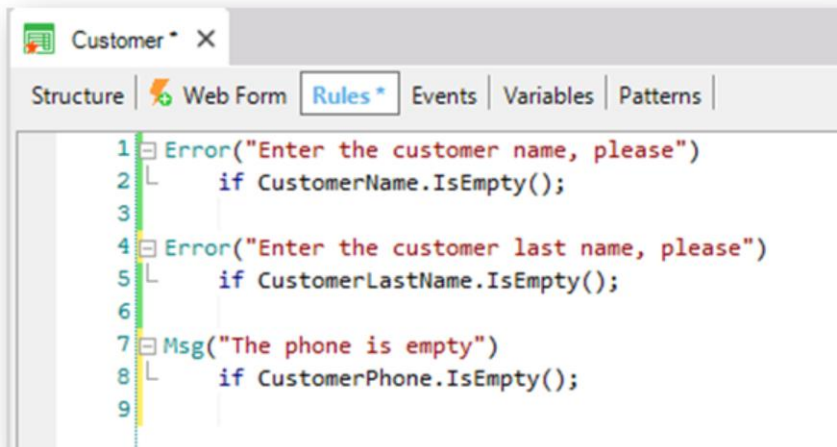 Customer * ×
Structure Web Form Rules * Events Variables Patterns
1 Error("Enter the customer name, please")
2 if CustomerName.IsEmpty();
3
4 Error("Enter the customer last name, please")
5 if CustomerLastName.IsEmpty();
6
7 Msg("The phone is empty")
8 if CustomerPhone.IsEmpty();
9